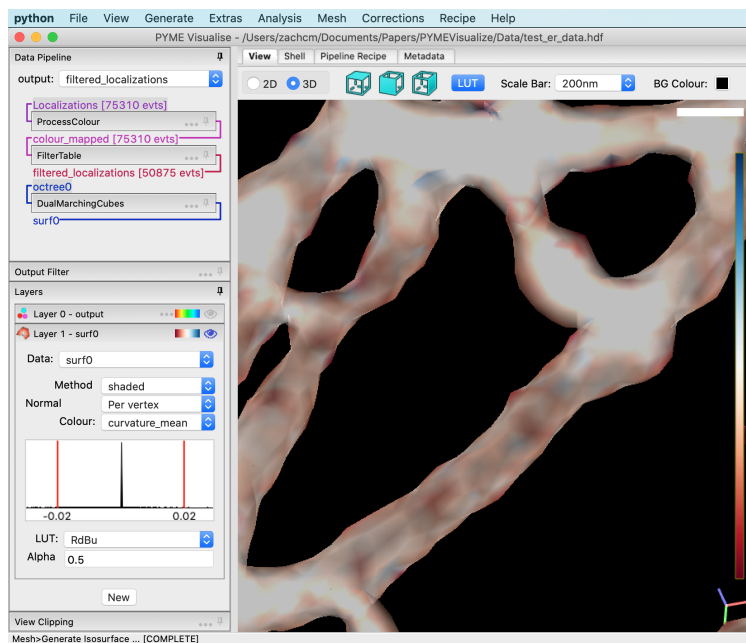 python File View Generate Extras Analysis Mesh Corrections Recipe Help
PYME Visualise - /Users/zachcm/Documents/Papers/PYMEVisualize/Data/test_er_data.hdf
Data Pipeline
View Shell Pipeline Recipe Metadata
output: filtered_localizations
2D 3D LUT Scale Bar: 200nm BG Colour:
Localizations [75310 evts]
ProcessColour
colour_mapped [75310 evts]
FilterTable
filtered_localizations [50875 evts]
octree0
DualMarchingCubes
surf0
Output Filter
Layers
Layer 0 - output
Layer 1 - surf0
Data: surf0
Method shaded
Normal Per vertex
Colour: curvature_mean
-0.02 0.02
LUT: RdBu
Alpha 0.5
New
View Clipping
Mesh>Generate Isosurface ... [COMPLETE]